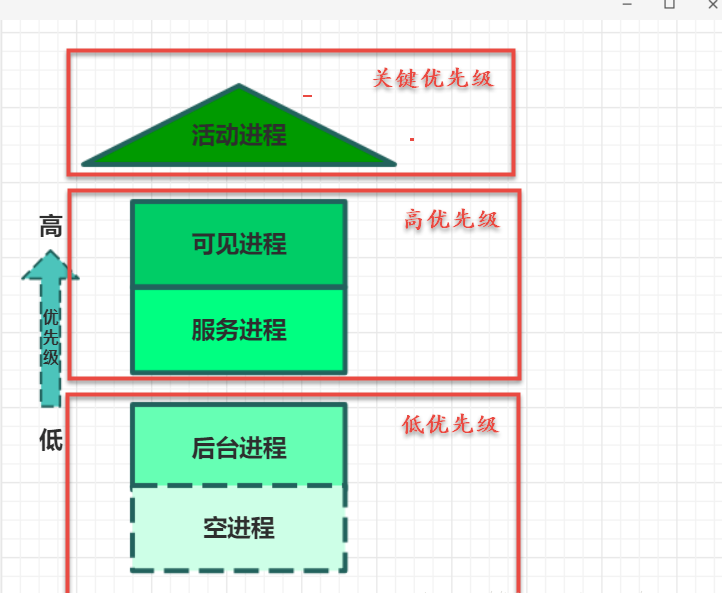 关键优先级
活动进程
高优先级
高
可见进程
优先级
服务进程
低优先级
低
后台进程
空进程